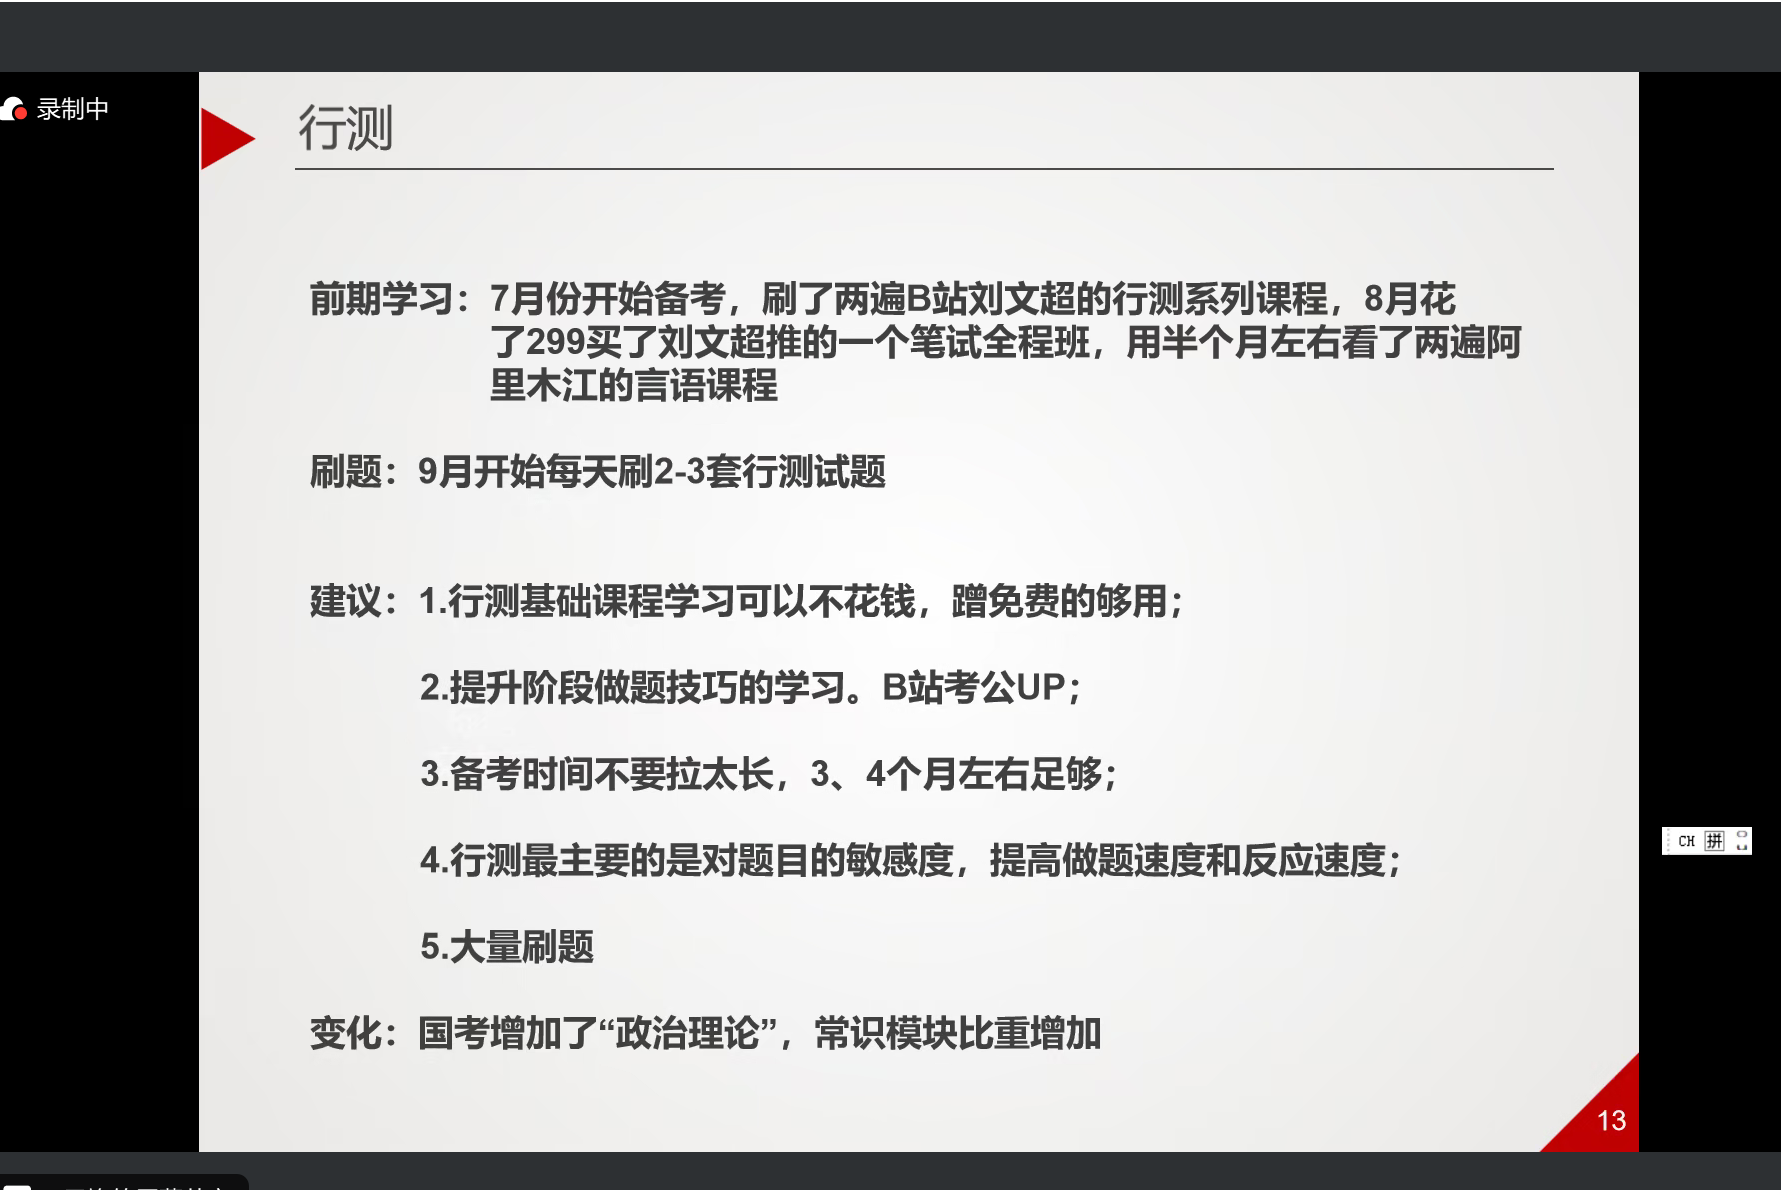 录制中
行测
前期学习：7月份开始备考，刷了两遍B站刘文超的行测系列课程，8月花
了299买了刘文超推的一个笔试全程班，用半个月左右看了两遍阿
里木江的言语课程
刷题：9月开始每天刷2-3套行测试题
建议：1.行测基础课程学习可以不花钱，蹭免费的够用；
2.提升阶段做题技巧的学习。B站考公UP；
3.备考时间不要拉太长，3、4个月左右足够；
4.行测最主要的是对题目的敏感度，提高做题速度和反应速度；
5.大量刷题
变化：国考增加了“政治理论”，常识模块比重增加
CH 拼
13